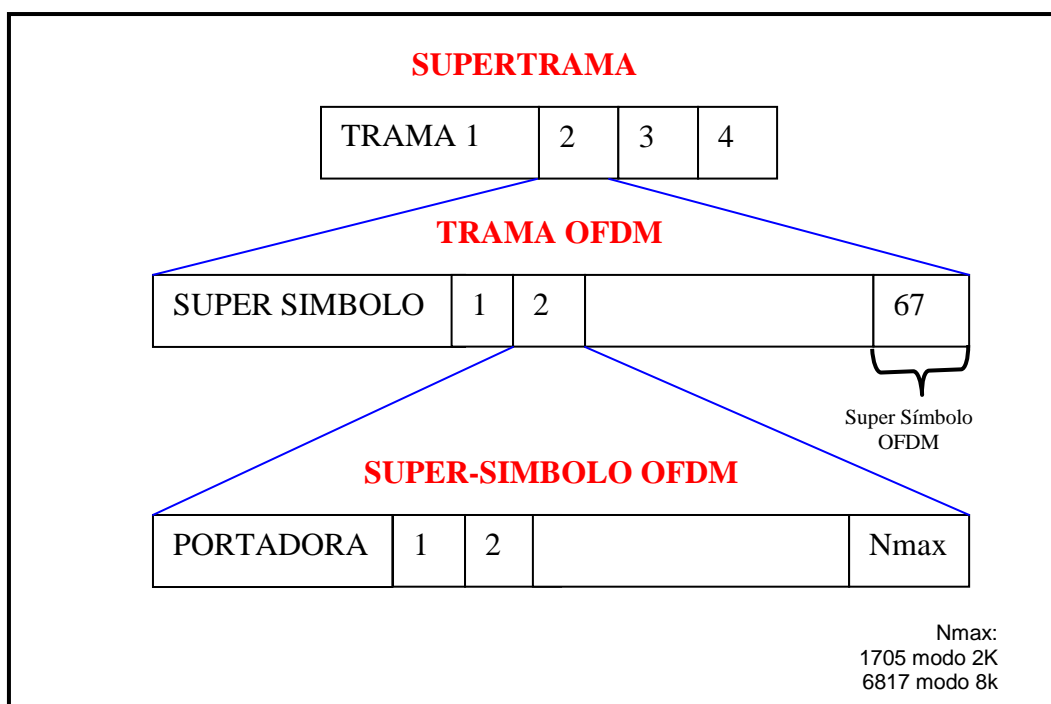 SUPERTRAMA
TRAMA 1 2 3 4
TRAMA OFDM
SUPER SIMBOLO 1 2 67
Super Símbolo
OFDM
SUPER-SIMBOLO OFDM
PORTADORA 1 2 Nmax
Nmax:
1705 modo 2K
6817 modo 8k